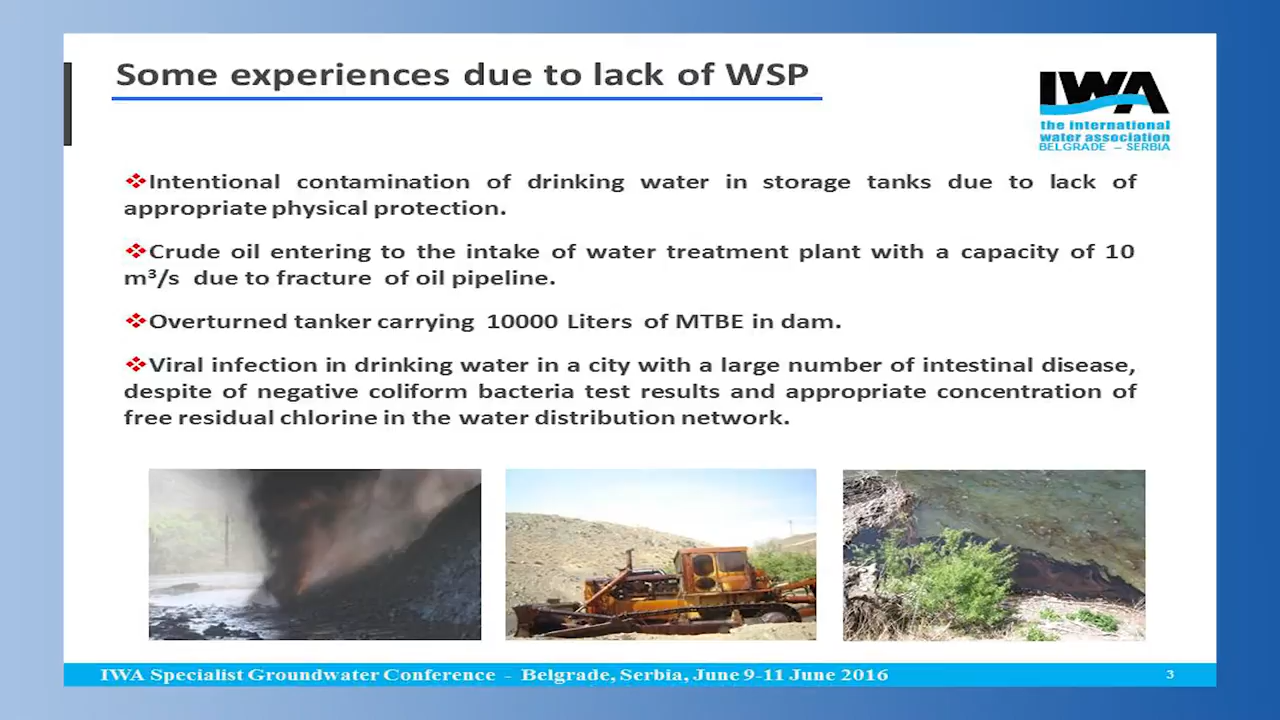 Some experiences due to lack of WSP
IWA
the international
water association
BELGRADE – SERBIA
❖Intentional contamination of drinking water in storage tanks due to lack of
appropriate physical protection.
❖Crude oil entering to the intake of water treatment plant with a capacity of 10
m³/s due to fracture of oil pipeline.
❖Overturned tanker carrying 10000 Liters of MTBE in dam.
❖Viral infection in drinking water in a city with a large number of intestinal disease,
despite of negative coliform bacteria test results and appropriate concentration of
free residual chlorine in the water distribution network.
IWA Specialist Groundwater Conference - Belgrade, Serbia, June 9-11 June 2016
3